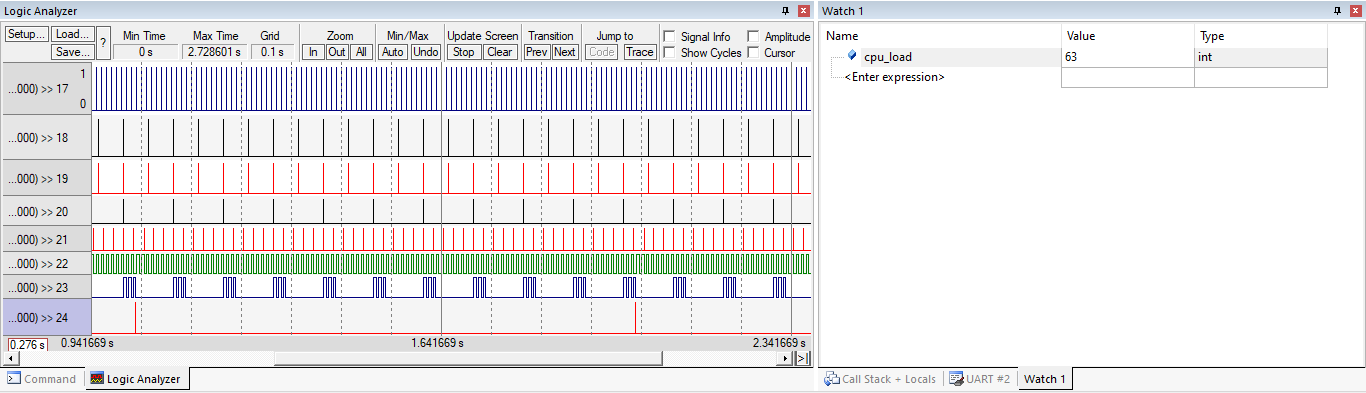 Logic Analyzer
Setup... Load... Save... ? Min Time Max Time Grid Zoom Min/Max Update Screen Transition Jump to Signal Info Amplitude
0 s 2.728601 s 0.1 s In Out All Auto Undo Stop Clear Prev Next Code Trace Show Cycles Cursor
1
...000) >> 17
0
...000) >> 18
...000) >> 19
...000) >> 20
...000) >> 21
...000) >> 22
...000) >> 23
...000) >> 24
0.276 s 0.941669 s 1.641669 s 2.341669 s
Command Logic Analyzer
Watch 1
Name Value Type
cpu_load 63 int
<Enter expression>
Call Stack + Locals UART #2 Watch 1